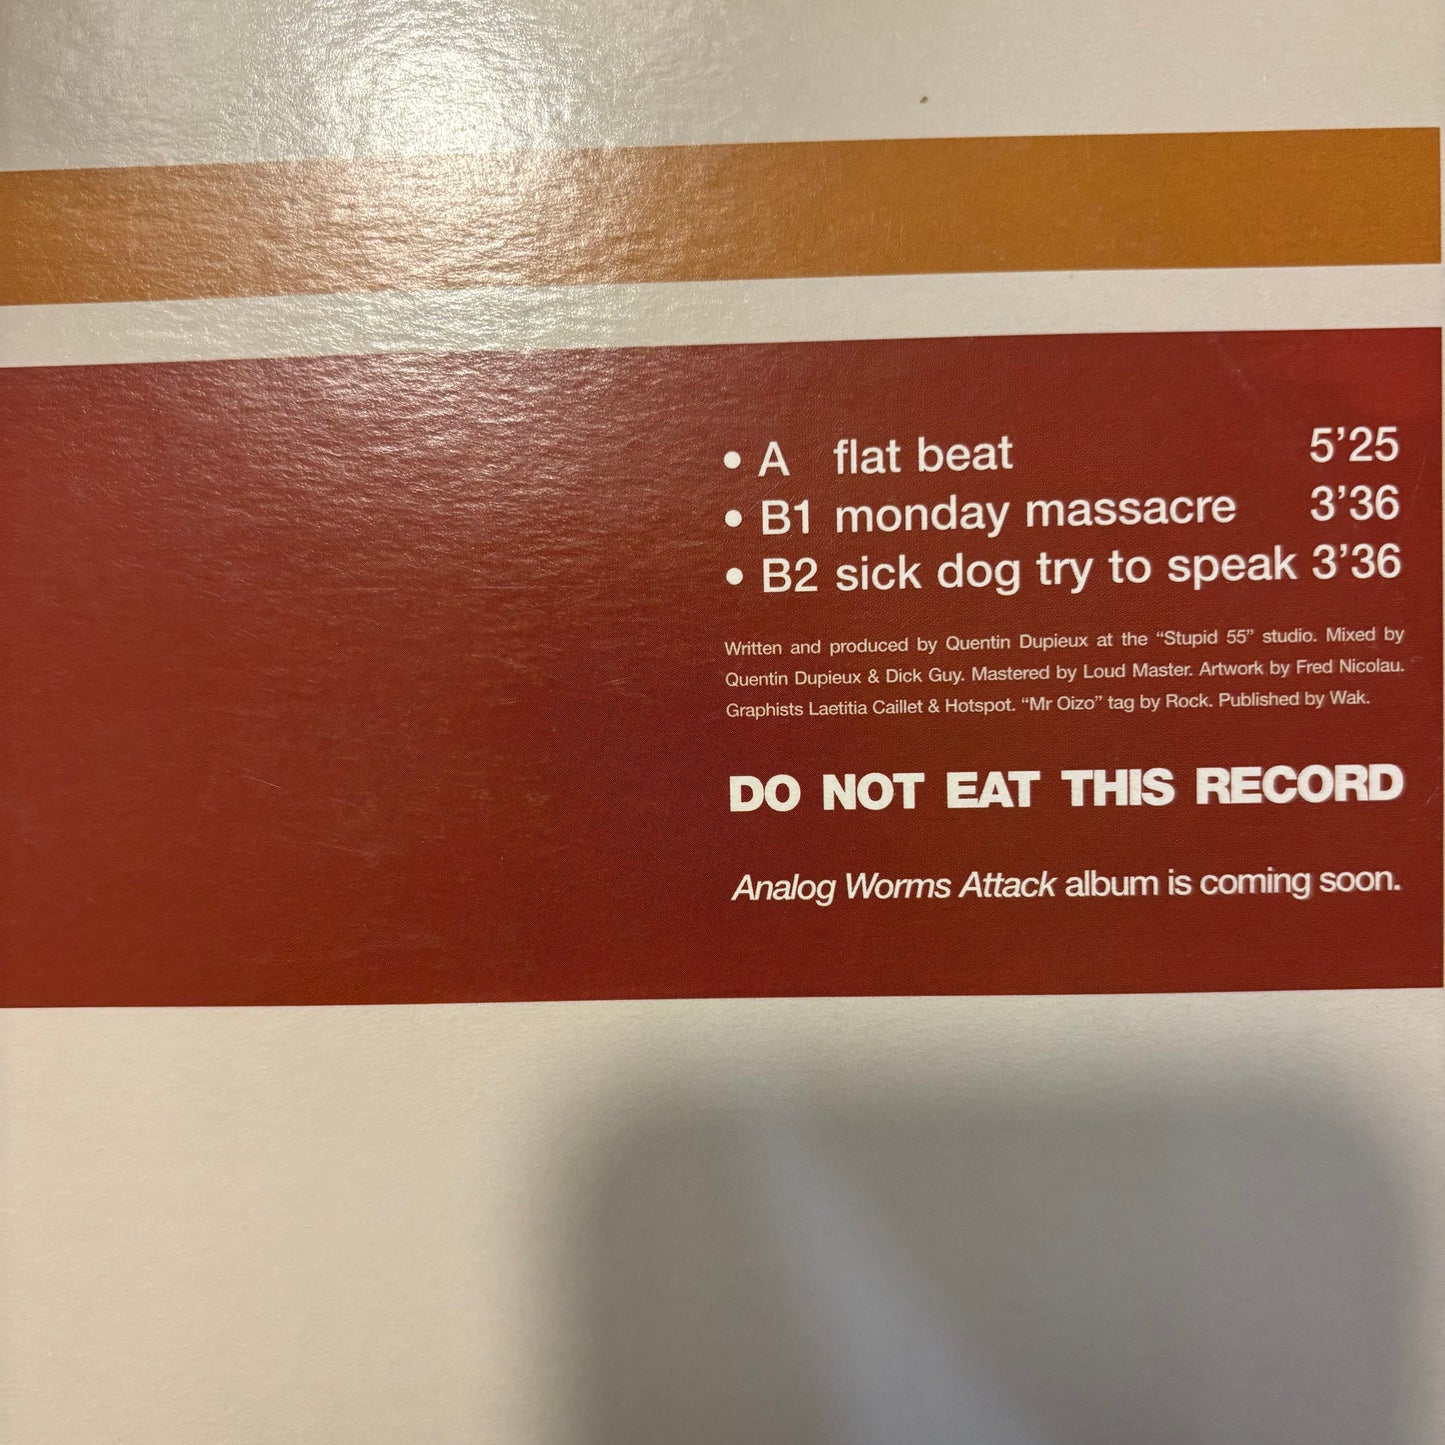 • A flat beat 5’25
• B1 monday massacre 3’36
• B2 sick dog try to speak 3’36
Written and produced by Quentin Dupieux at the “Stupid 55” studio. Mixed by
Quentin Dupieux & Dick Guy. Mastered by Loud Master. Artwork by Fred Nicolau.
Graphists Laetitia Caillet & Hotspot. “Mr Oizo” tag by Rock. Published by Wak.
DO NOT EAT THIS RECORD
Analog Worms Attack album is coming soon.